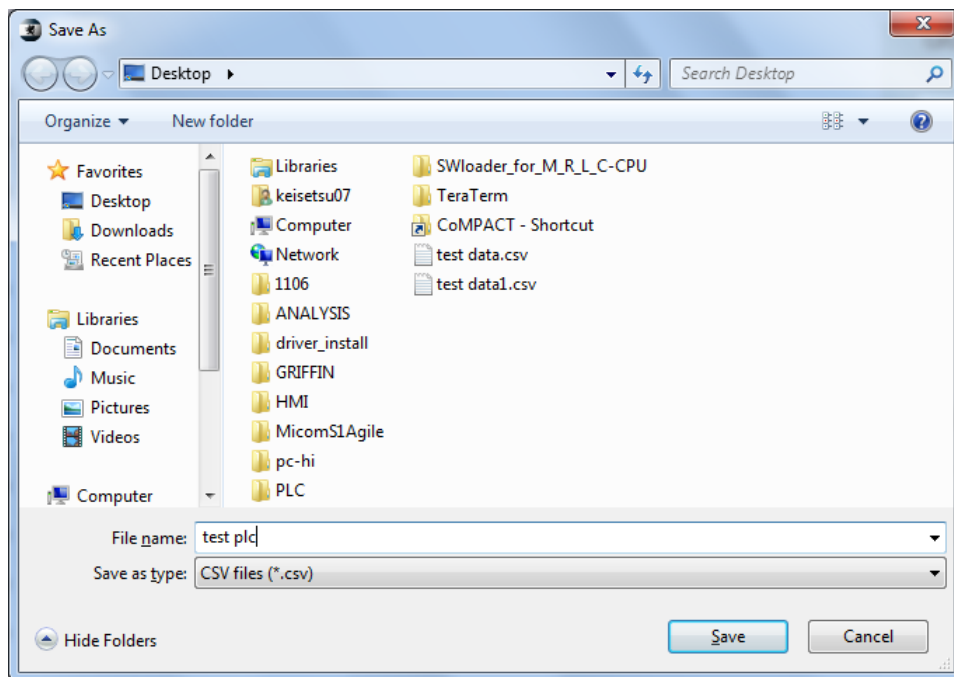 Save As
Desktop
Search Desktop
Organize
New folder
Favorites
Desktop
Downloads
Recent Places
Libraries
Documents
Music
Pictures
Videos
Computer
Libraries
keisetsu07
Computer
Network
1106
ANALYSIS
driver_install
GRIFFIN
HMI
MicomS1Agile
pc-hi
PLC
SWloader_for_M_R_L_C-CPU
TeraTerm
CoMPACT - Shortcut
test data.csv
test data1.csv
File name: test plc
Save as type: CSV files (*.csv)
Hide Folders
Save
Cancel